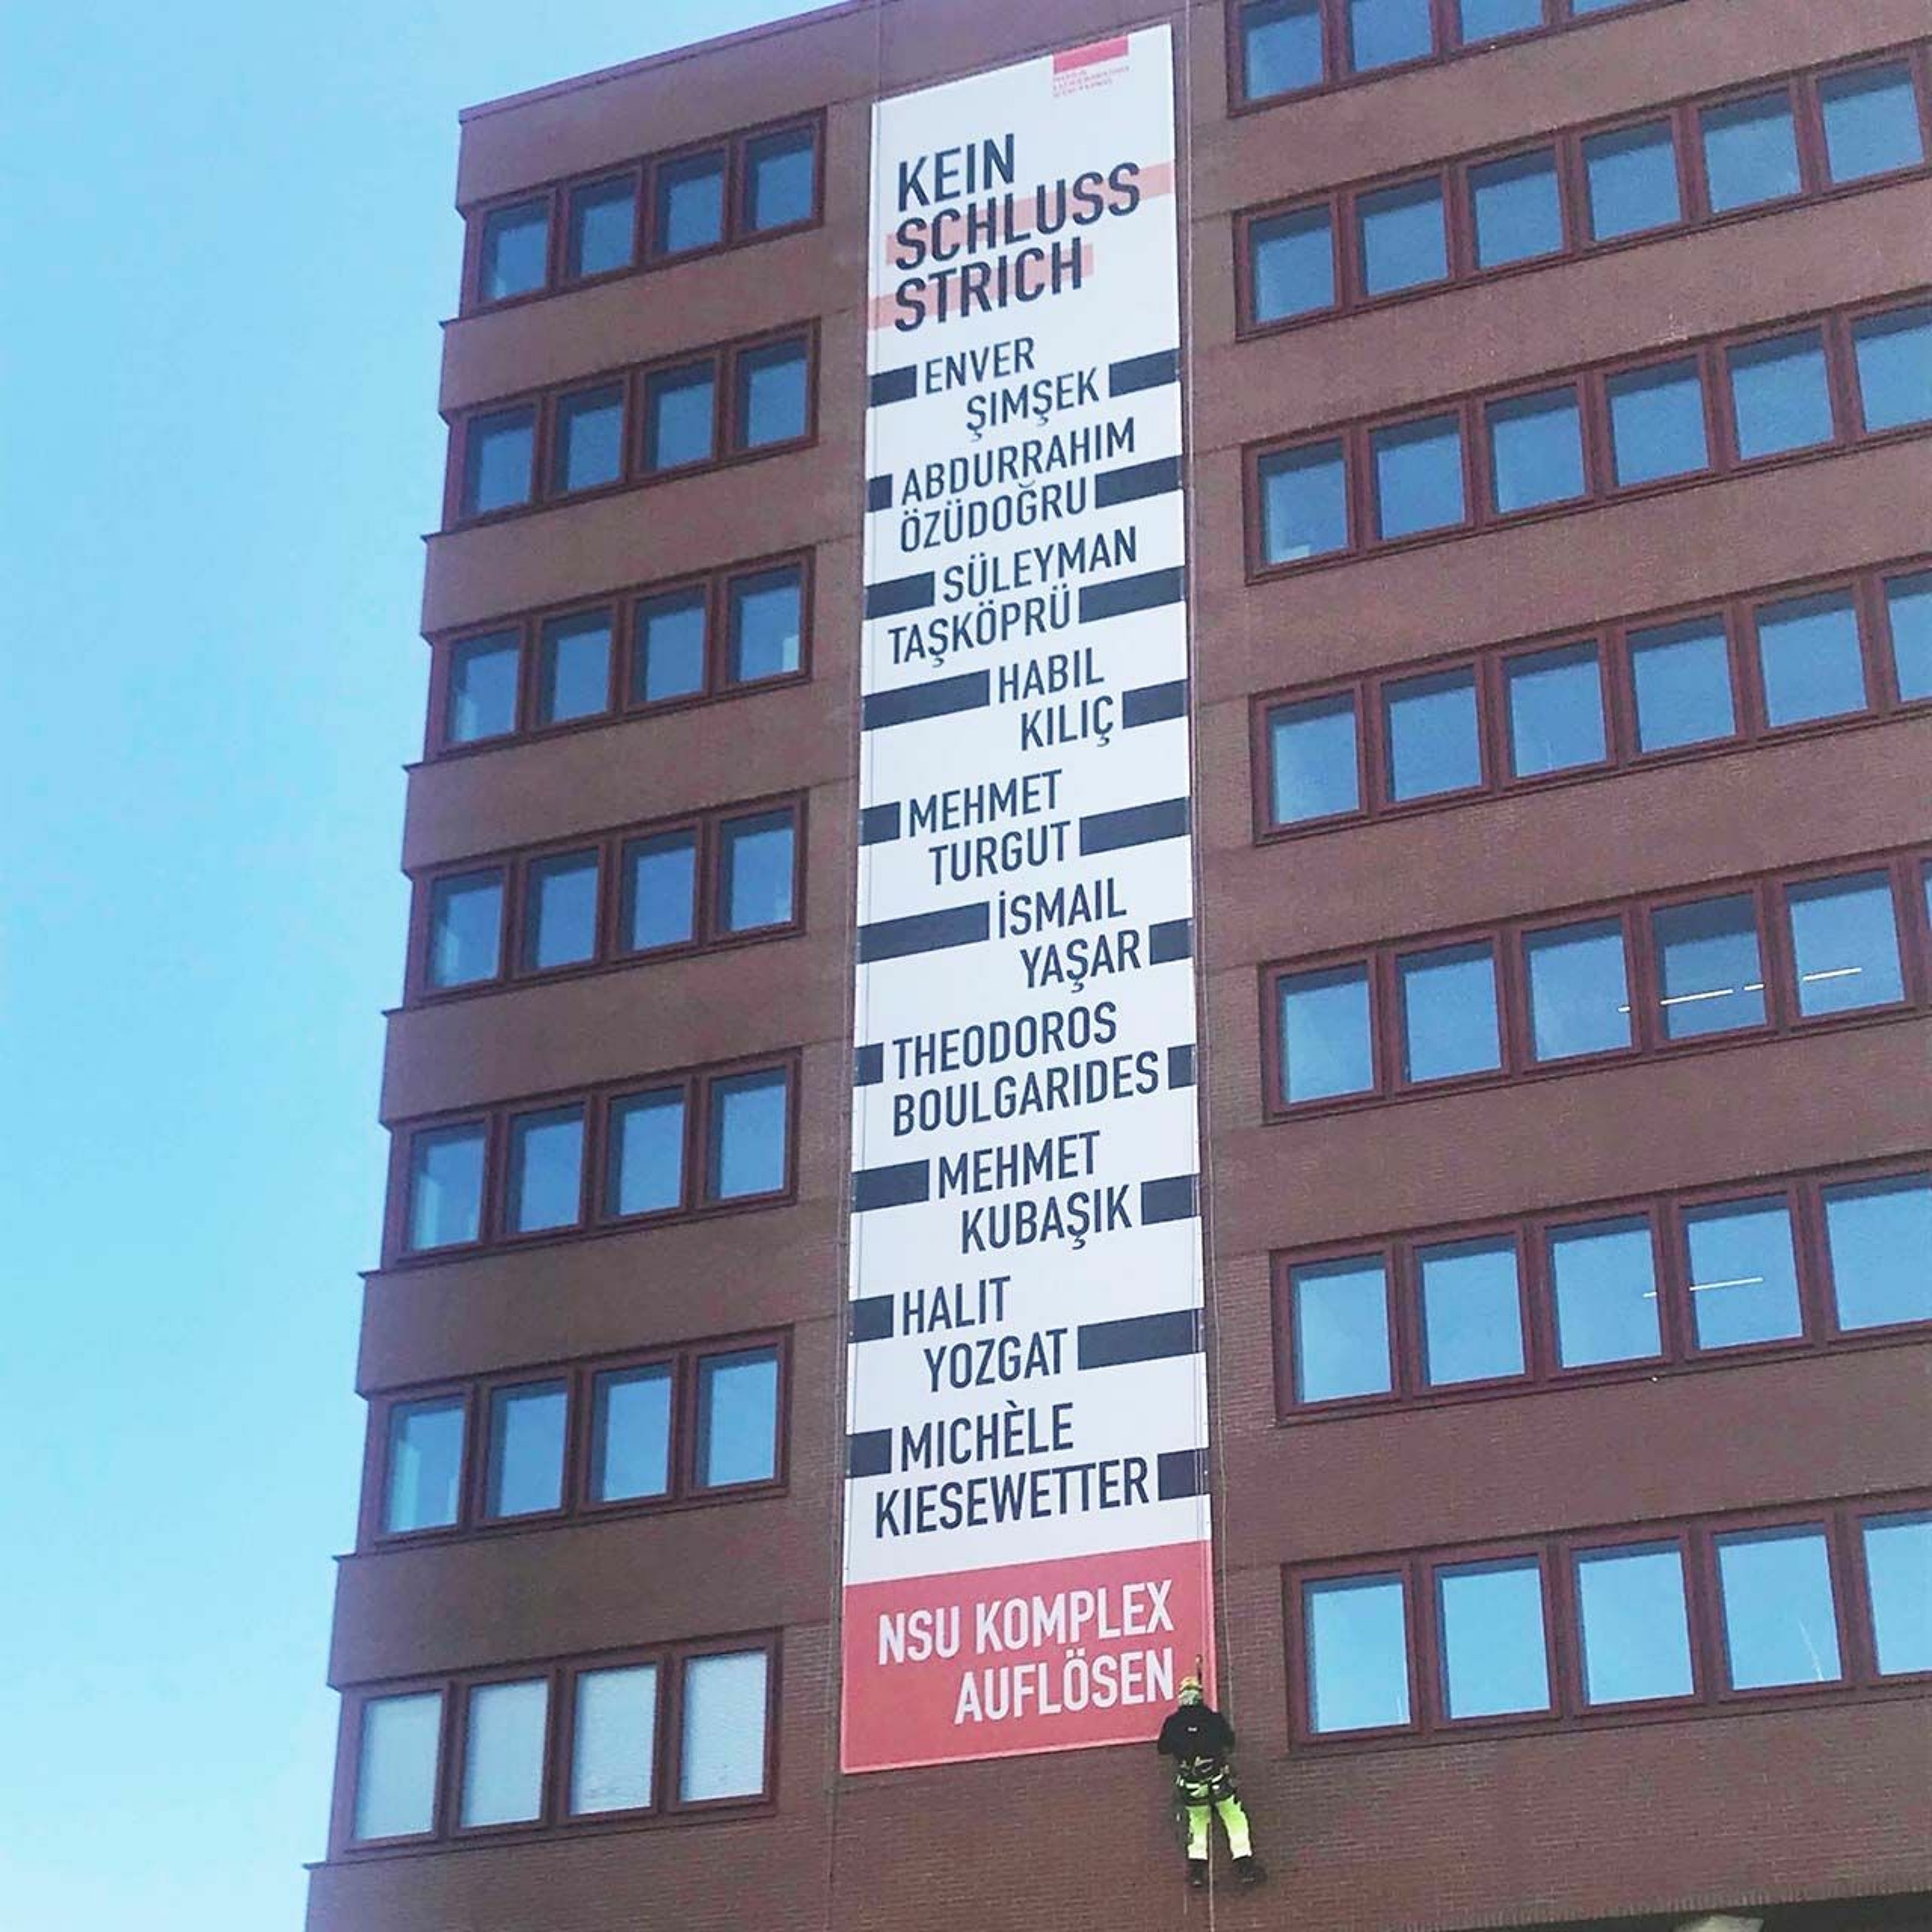 KEIN
SCHLUSS
STRICH
ENVER
ŞIMŞEK
ABDURRAHIM
ÖZÜDOĞRU
SÜLEYMAN
TAŞKÖPRÜ
HABIL
KILIÇ
MEHMET
TURGUT
İSMAIL
YAŞAR
THEODOROS
BOULGARIDES
MEHMET
KUBAŞIK
HALIT
YOZGAT
MICHÈLE
KIESEWETTER
NSU KOMPLEX
AUFLÖSEN